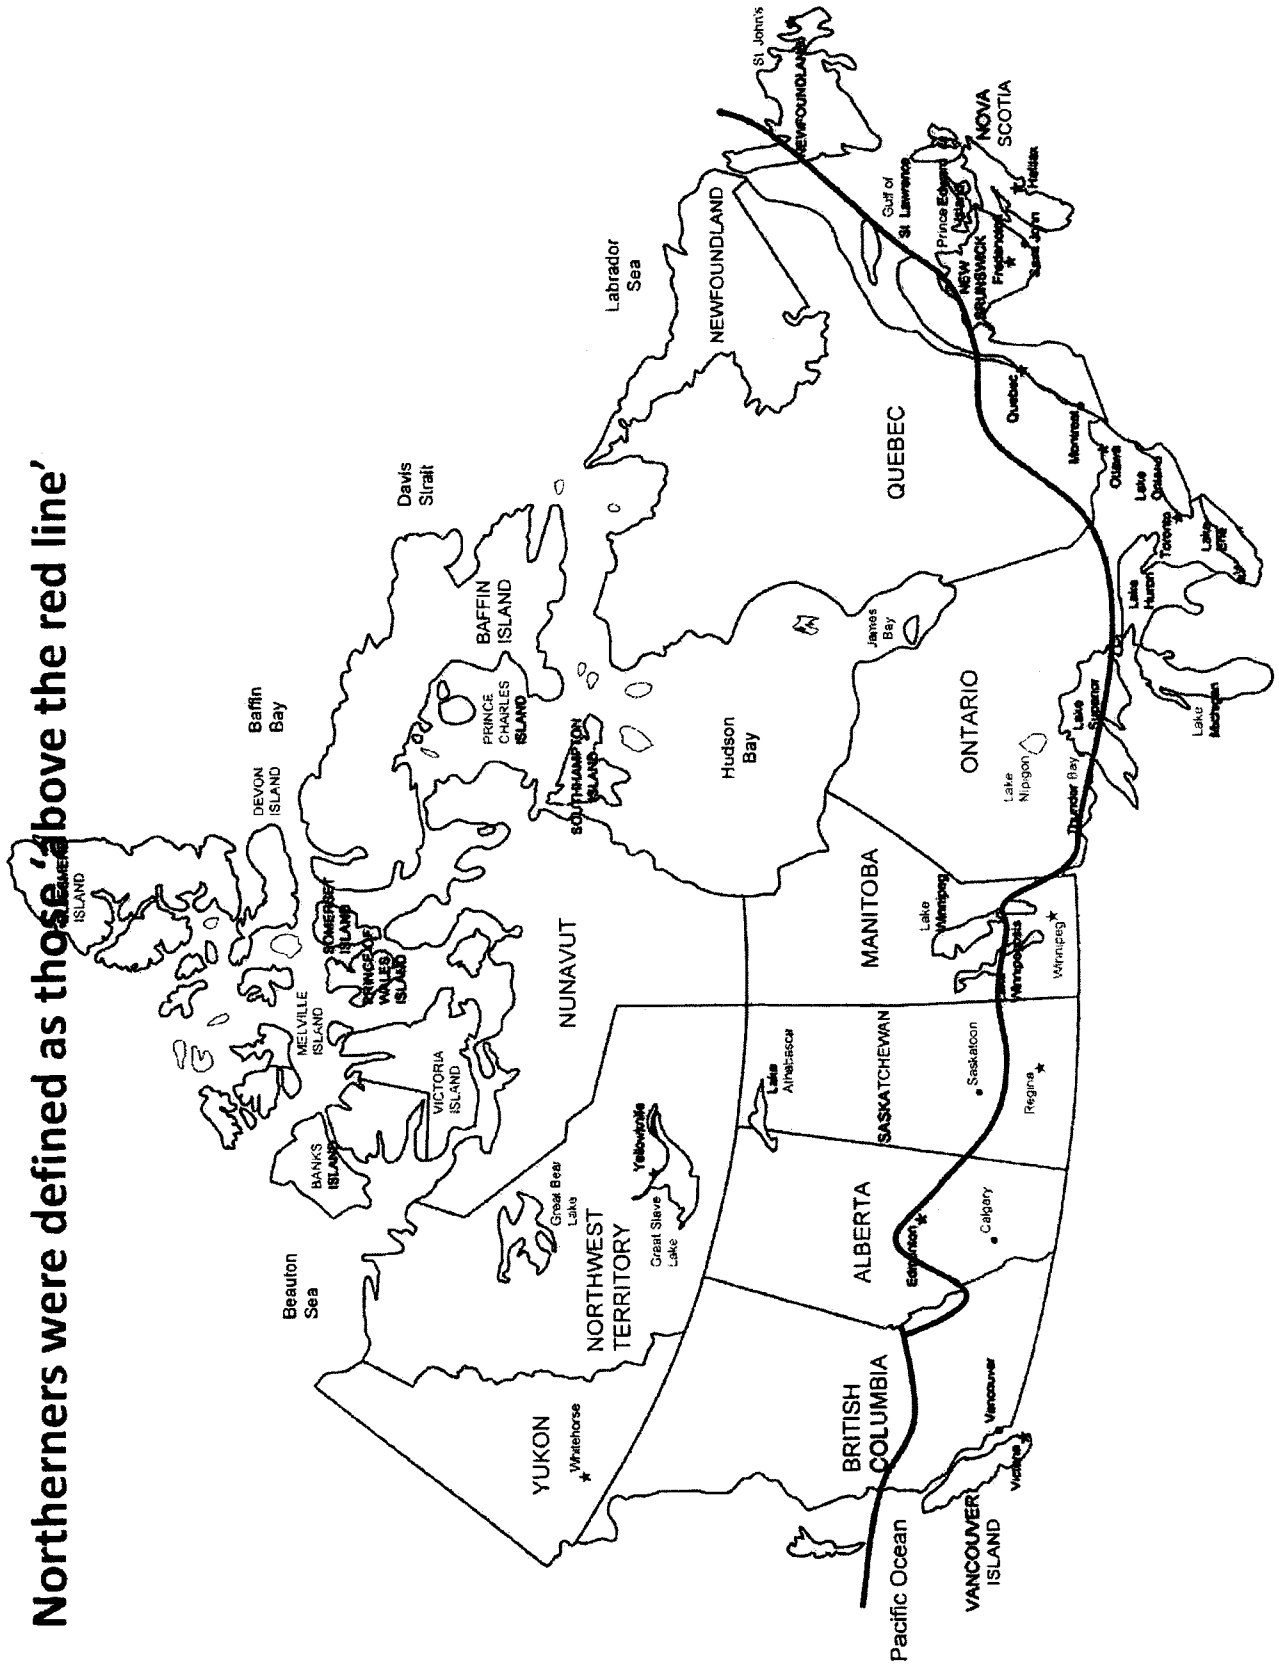 Northerners were defined as those 'above the red line'
ISLAND
DEVON
ISLAND
Baffin
Bay
Davis
Strait
Labrador
Sea
Beauton
Sea
BANKS
ISLAND
MELVILLE
ISLAND
SOMERSET
ISLAND
PRINCE OF
WALES
ISLAND
VICTORIA
ISLAND
PRINCE
CHARLES
ISLAND
BAFFIN
ISLAND
SOUTHHAMPTON
ISLAND
YUKON
Whitehorse
NORTHWEST
TERRITORY
Great Bear
Lake
Great Slave
Lake
Yellowknife
NUNAVUT
Hudson
Bay
James
Bay
NEWFOUNDLAND
NEWFOUNDLAND
St John's
Pacific Ocean
BRITISH
COLUMBIA
VANCOUVER
ISLAND
Victoria
Vancouver
ALBERTA
Edmonton
Calgary
SASKATCHEWAN
Lake
Athabasca
Saskatoon
Regina
MANITOBA
Lake
Winnipeg
Winnipegosis
Winnipeg
ONTARIO
Lake
Nipigon
Thunder Bay
Lake
Superior
Lake
Michigan
Lake
Huron
Lake
Erie
Toronto
Lake
Ontario
Ottawa
QUEBEC
Montreal
Quebec
Gulf of
St Lawrence
Prince Edward
Island
NEW
BRUNSWICK
Fredericton
Saint John
NOVA
SCOTIA
Halifax